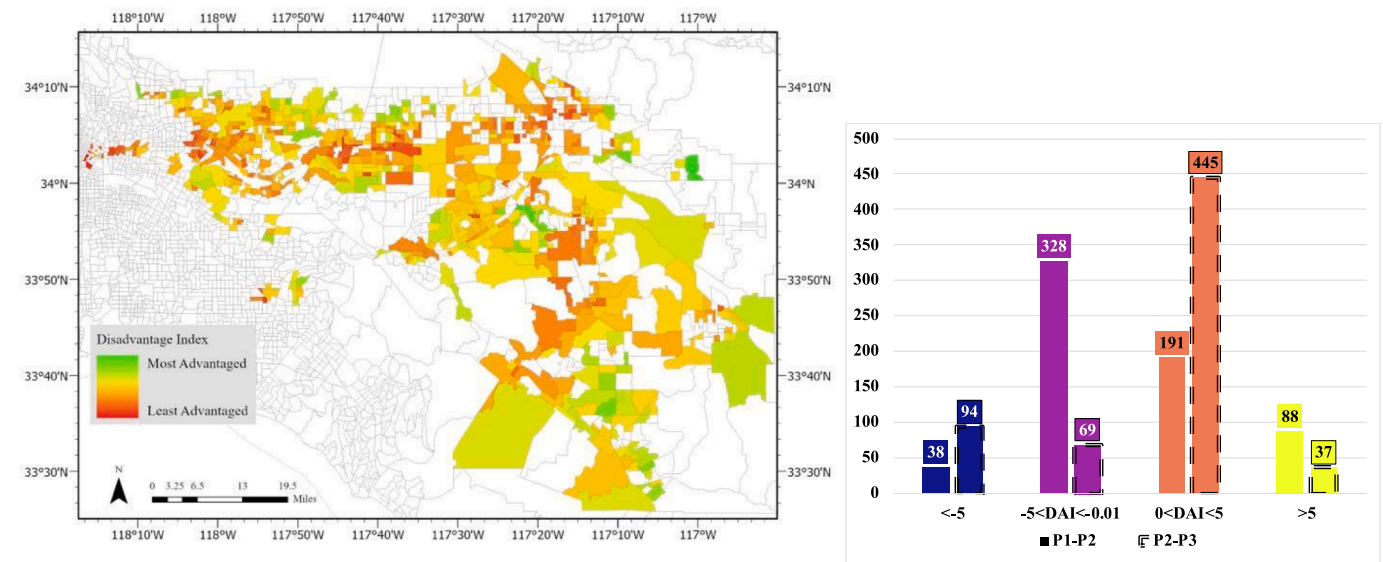 118°10'W 118°W 117°50'W 117°40'W 117°30'W 117°20'W 117°10'W 117°W
34°10'N 34°10'N
34°N 34°N
33°50'N 33°50'N
33°40'N 33°40'N
33°30'N 33°30'N
Disadvantage Index
Most Advantaged
Least Advantaged
N
0 3.25 6.5 13 19.5
Miles
118°10'W 118°W 117°50'W 117°40'W 117°30'W 117°20'W 117°10'W 117°W
500
450
400
350
300
250
200
150
100
50
0
38 94 328 69 191 445 88 37
<-5 -5<DAI<-0.01 0<DAI<5 >5
P1-P2 P2-P3